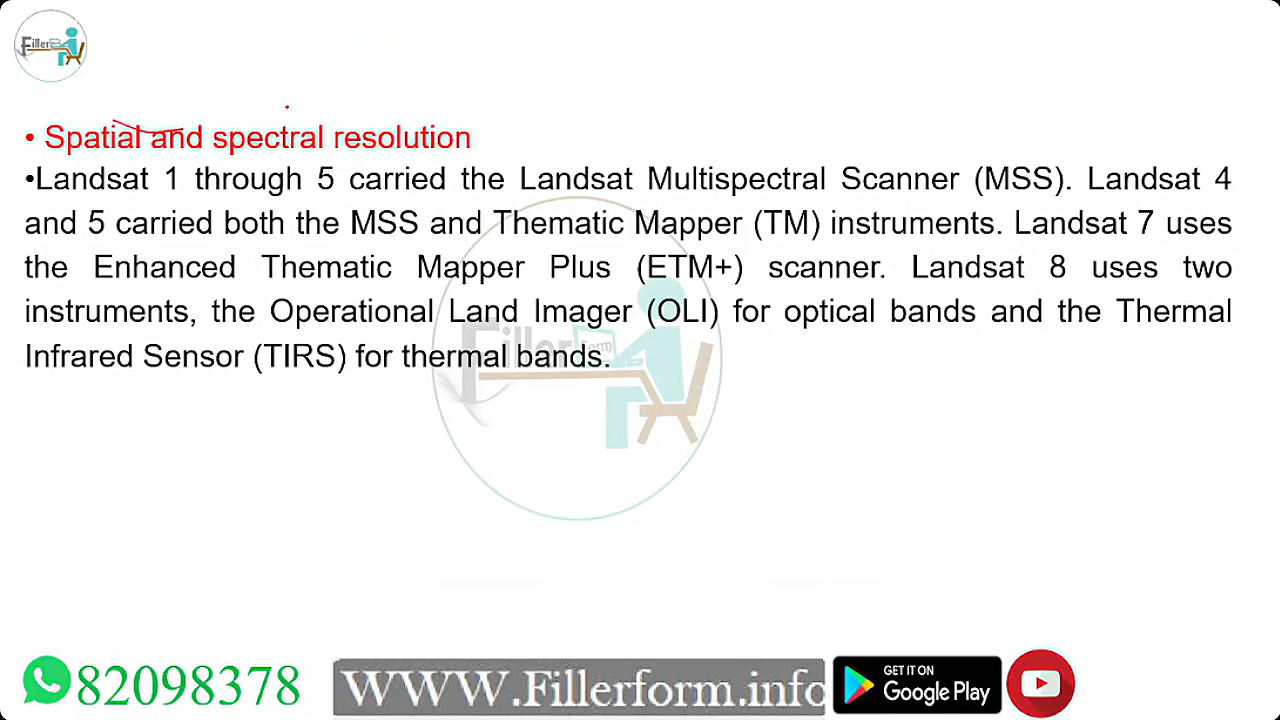 Filler
• Spatial and spectral resolution
•Landsat 1 through 5 carried the Landsat Multispectral Scanner (MSS). Landsat 4
and 5 carried both the MSS and Thematic Mapper (TM) instruments. Landsat 7 uses
the Enhanced Thematic Mapper Plus (ETM+) scanner. Landsat 8 uses two
instruments, the Operational Land Imager (OLI) for optical bands and the Thermal
Infrared Sensor (TIRS) for thermal bands.
Filler form
82098378
WWW.Fillerform.info
GET IT ON
Google Play